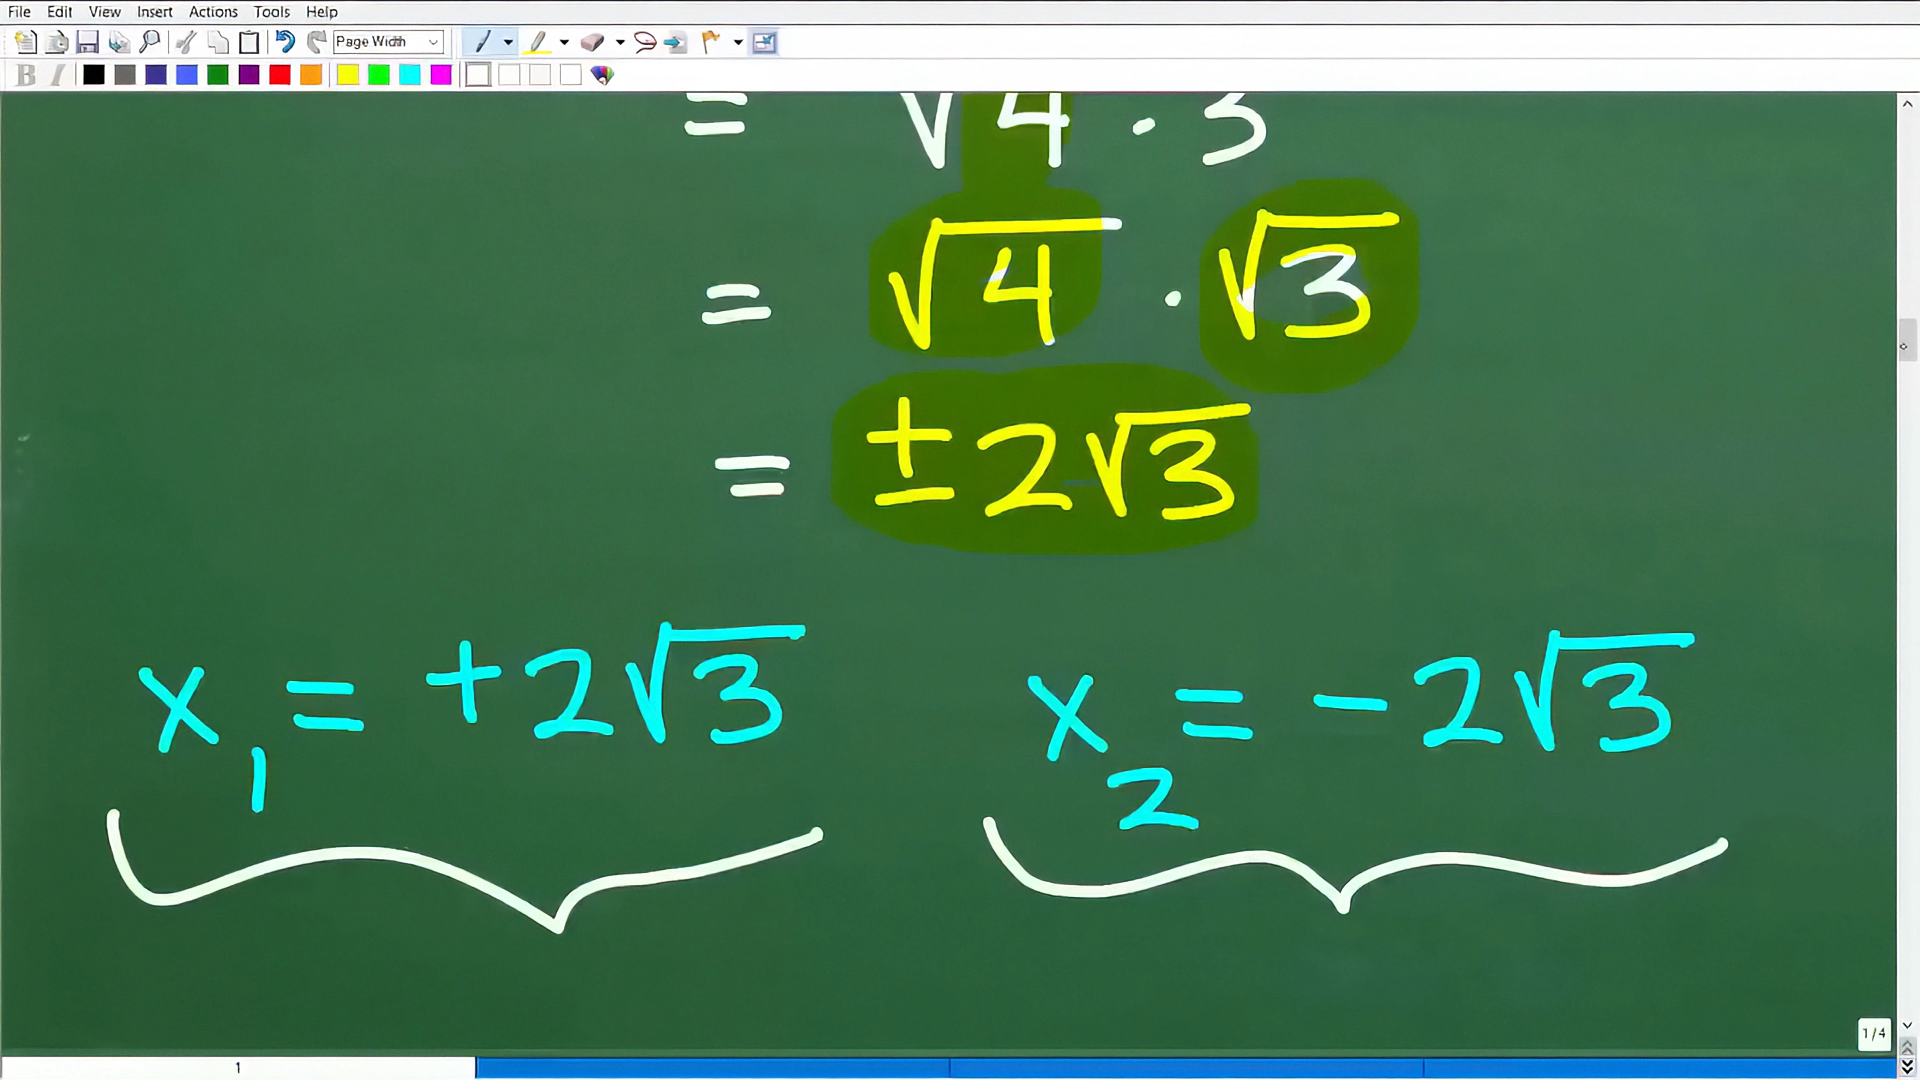 File Edit View Insert Actions Tools Help
Page Width
B I
= √4 · 3
= √4 · √3
= ± 2√3
x₁ = +2√3
x₂ = -2√3
1/4
1